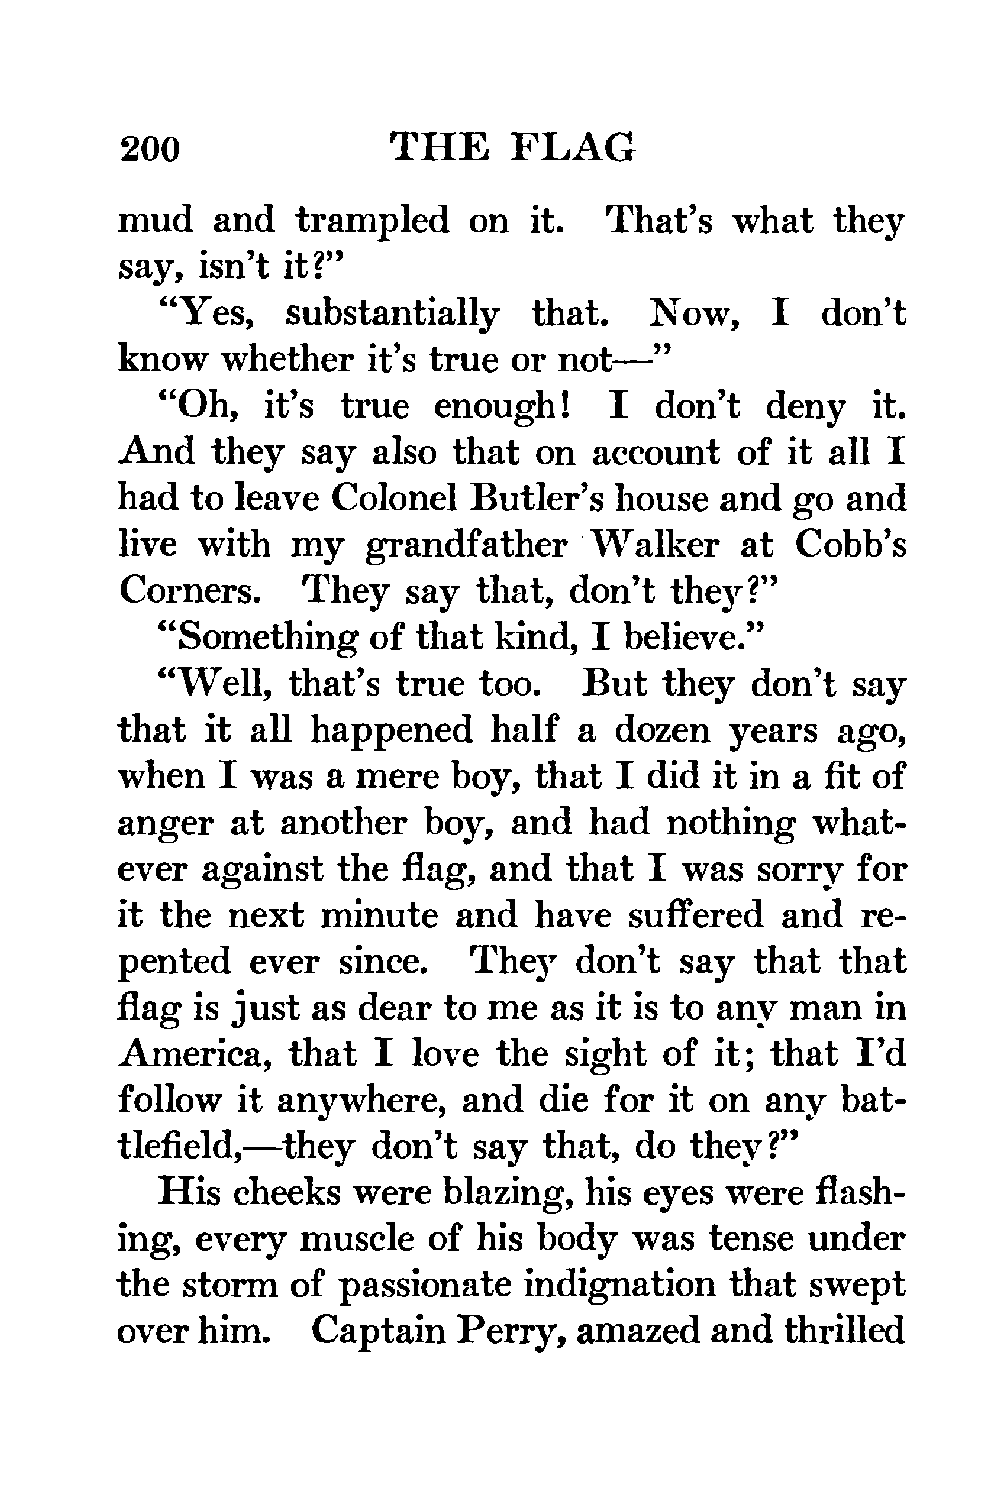 200 THE FLAG
mud and trampled on it. That's what they
say, isn't it?"
"Yes, substantially that. Now, I don't
know whether it's true or not—"
"Oh, it's true enough! I don't deny it.
And they say also that on account of it all I
had to leave Colonel Butler's house and go and
live with my grandfather Walker at Cobb's
Corners. They say that, don't they?"
"Something of that kind, I believe."
"Well, that's true too. But they don't say
that it all happened half a dozen years ago,
when I was a mere boy, that I did it in a fit of
anger at another boy, and had nothing what-
ever against the flag, and that I was sorry for
it the next minute and have suffered and re-
pented ever since. They don't say that that
flag is just as dear to me as it is to any man in
America, that I love the sight of it; that I'd
follow it anywhere, and die for it on any bat-
tlefield,—they don't say that, do they?"
His cheeks were blazing, his eyes were flash-
ing, every muscle of his body was tense under
the storm of passionate indignation that swept
over him. Captain Perry, amazed and thrilled